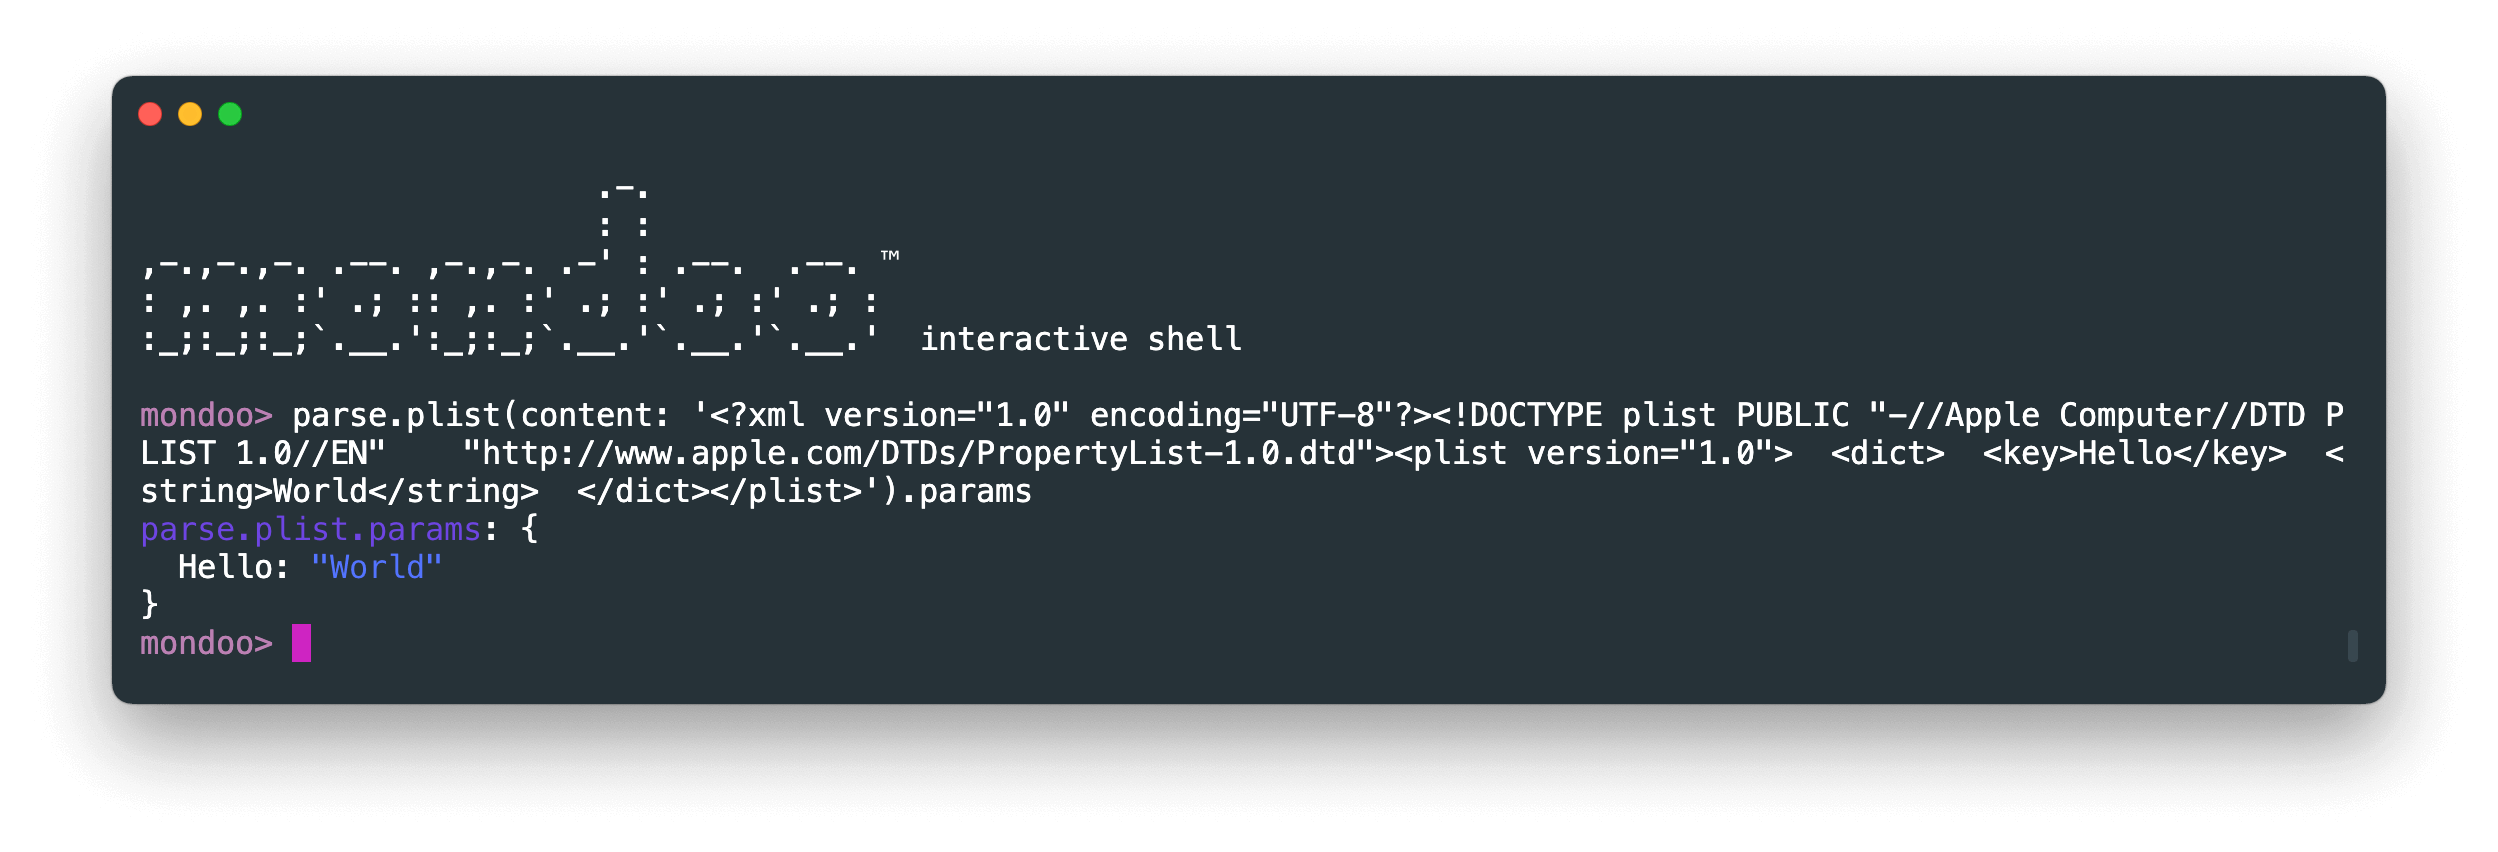 .-.
                        : :
,-.,-.,-. .--. ,-.,-. .-' : .--.  .--. ™
: ,. ,. :' .; :: ,. :' .; :' .; :' .; :
:_;:_;:_;`.__.':_;:_;`.__.'`.__.'`.__.'  interactive shell
mondoo> parse.plist(content: '<?xml version="1.0" encoding="UTF-8"?><!DOCTYPE plist PUBLIC "-//Apple Computer//DTD P
LIST 1.0//EN"    "http://www.apple.com/DTDs/PropertyList-1.0.dtd"><plist version="1.0">  <dict>  <key>Hello</key>  <
string>World</string>  </dict></plist>').params
parse.plist.params: {
  Hello: "World"
}
mondoo>